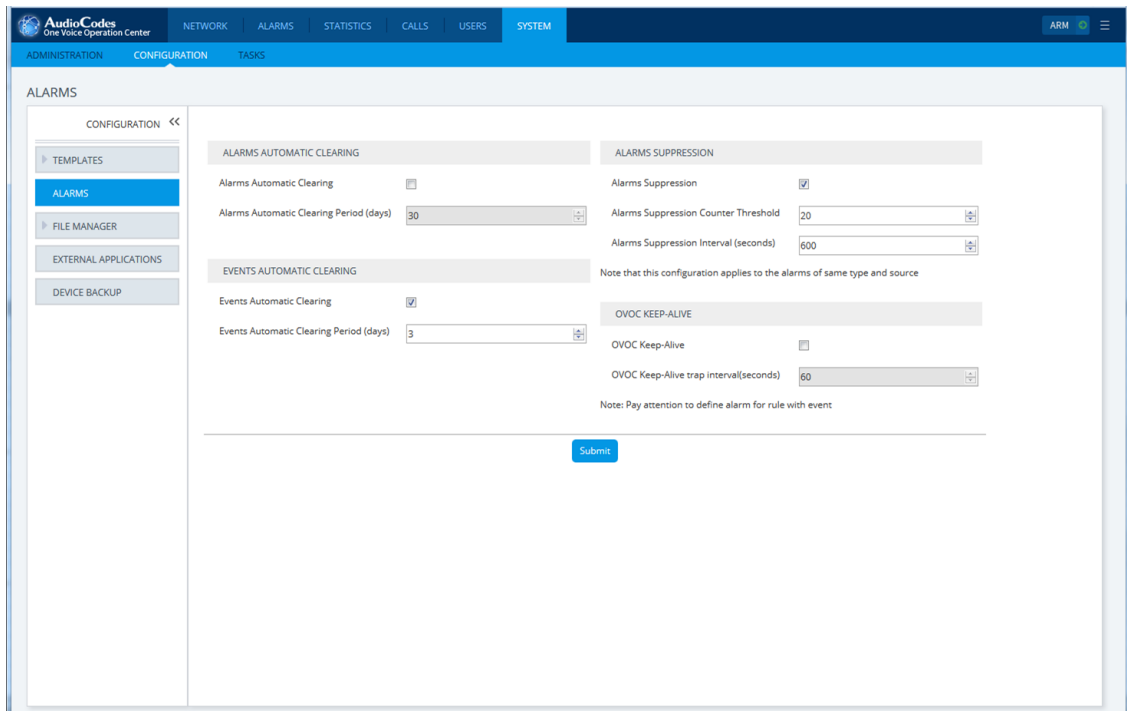 AudioCodes
One Voice Operation Center
NETWORK ALARMS STATISTICS CALLS USERS SYSTEM
ARM
ADMINISTRATION CONFIGURATION TASKS
ALARMS
CONFIGURATION
TEMPLATES
ALARMS
FILE MANAGER
EXTERNAL APPLICATIONS
DEVICE BACKUP
ALARMS AUTOMATIC CLEARING
Alarms Automatic Clearing
Alarms Automatic Clearing Period (days) 30
EVENTS AUTOMATIC CLEARING
Events Automatic Clearing
Events Automatic Clearing Period (days) 3
ALARMS SUPPRESSION
Alarms Suppression
Alarms Suppression Counter Threshold 20
Alarms Suppression Interval (seconds) 600
Note that this configuration applies to the alarms of same type and source
OVOC KEEP-ALIVE
OVOC Keep-Alive
OVOC Keep-Alive trap interval(seconds) 60
Note: Pay attention to define alarm for rule with event
Submit